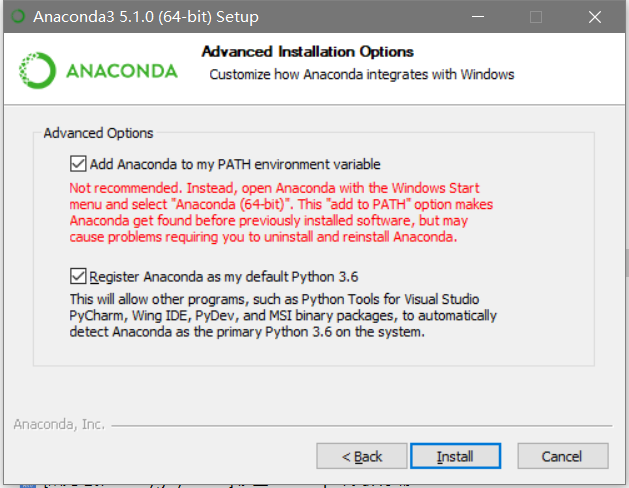 Anaconda3 5.1.0 (64-bit) Setup
Advanced Installation Options
Customize how Anaconda integrates with Windows
ANACONDA
Advanced Options
Add Anaconda to my PATH environment variable
Not recommended. Instead, open Anaconda with the Windows Start
menu and select "Anaconda (64-bit)". This "add to PATH" option makes
Anaconda get found before previously installed software, but may
cause problems requiring you to uninstall and reinstall Anaconda.
Register Anaconda as my default Python 3.6
This will allow other programs, such as Python Tools for Visual Studio
PyCharm, Wing IDE, PyDev, and MSI binary packages, to automatically
detect Anaconda as the primary Python 3.6 on the system.
Anaconda, Inc.
< Back
Install
Cancel